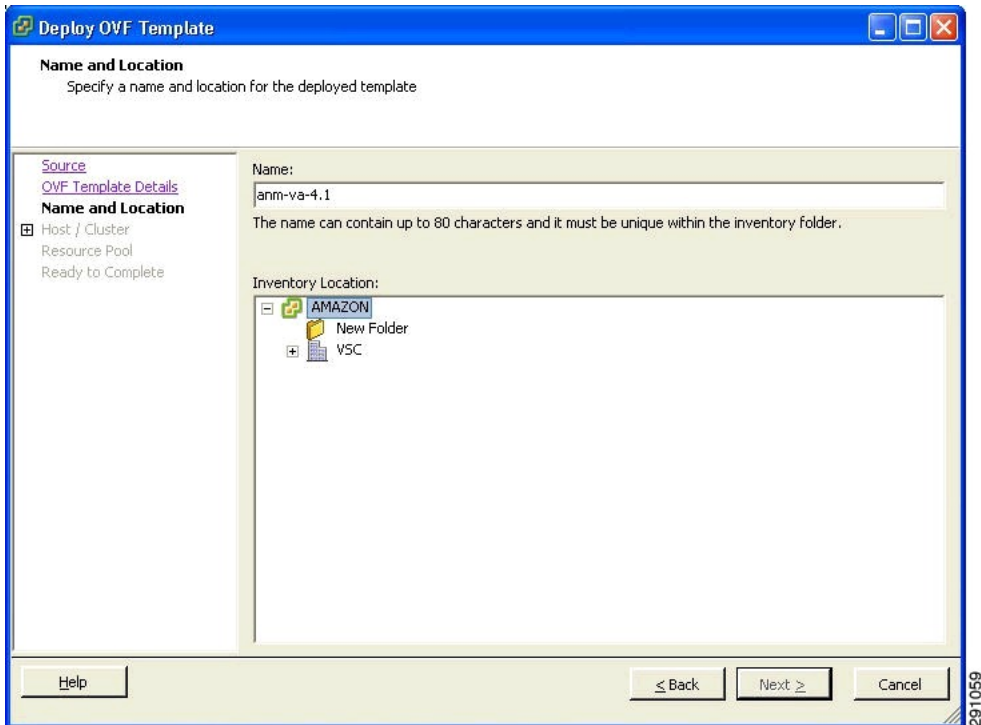 Deploy OVF Template
Name and Location
Specify a name and location for the deployed template
Source
OVF Template Details
Name and Location
Host / Cluster
Resource Pool
Ready to Complete
Name:
anm-va-4.1
The name can contain up to 80 characters and it must be unique within the inventory folder.
Inventory Location:
AMAZON
New Folder
VSC
Help
< Back
Next >
Cancel
291059